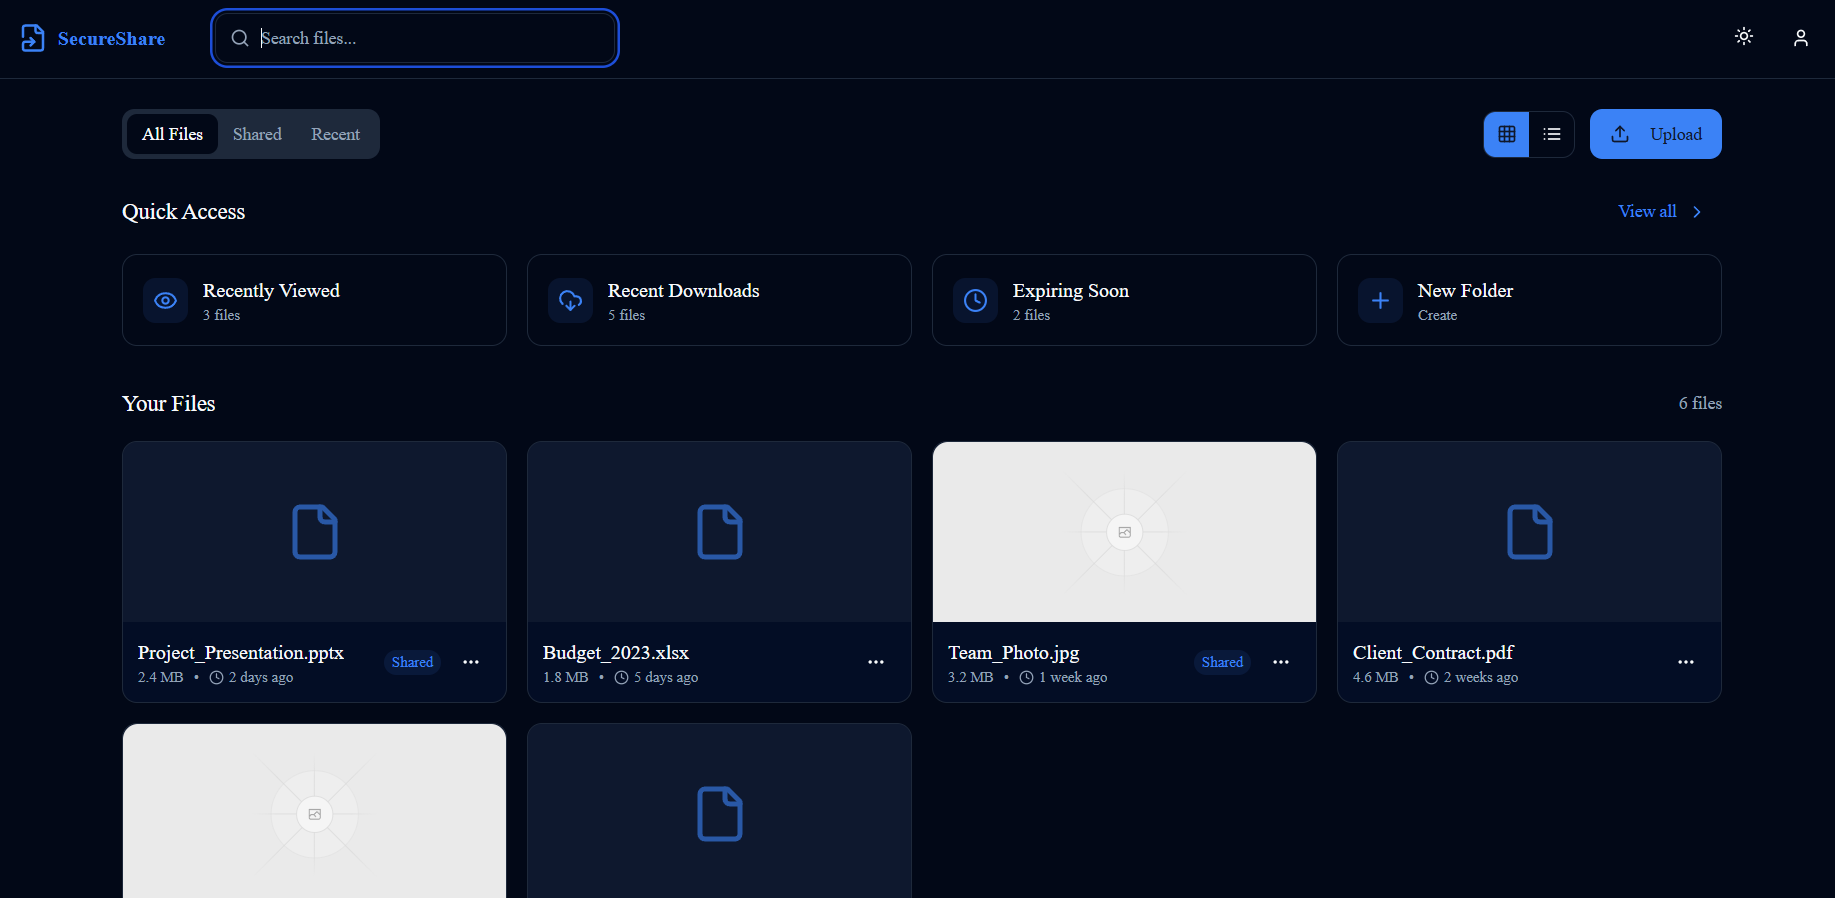 SecureShare
Search files...
All Files
Shared
Recent
Upload
Quick Access
View all
Recently Viewed
3 files
Recent Downloads
5 files
Expiring Soon
2 files
New Folder
Create
Your Files
6 files
Project_Presentation.pptx
Shared
2.4 MB • 2 days ago
Budget_2023.xlsx
1.8 MB • 5 days ago
Team_Photo.jpg
Shared
3.2 MB • 1 week ago
Client_Contract.pdf
4.6 MB • 2 weeks ago